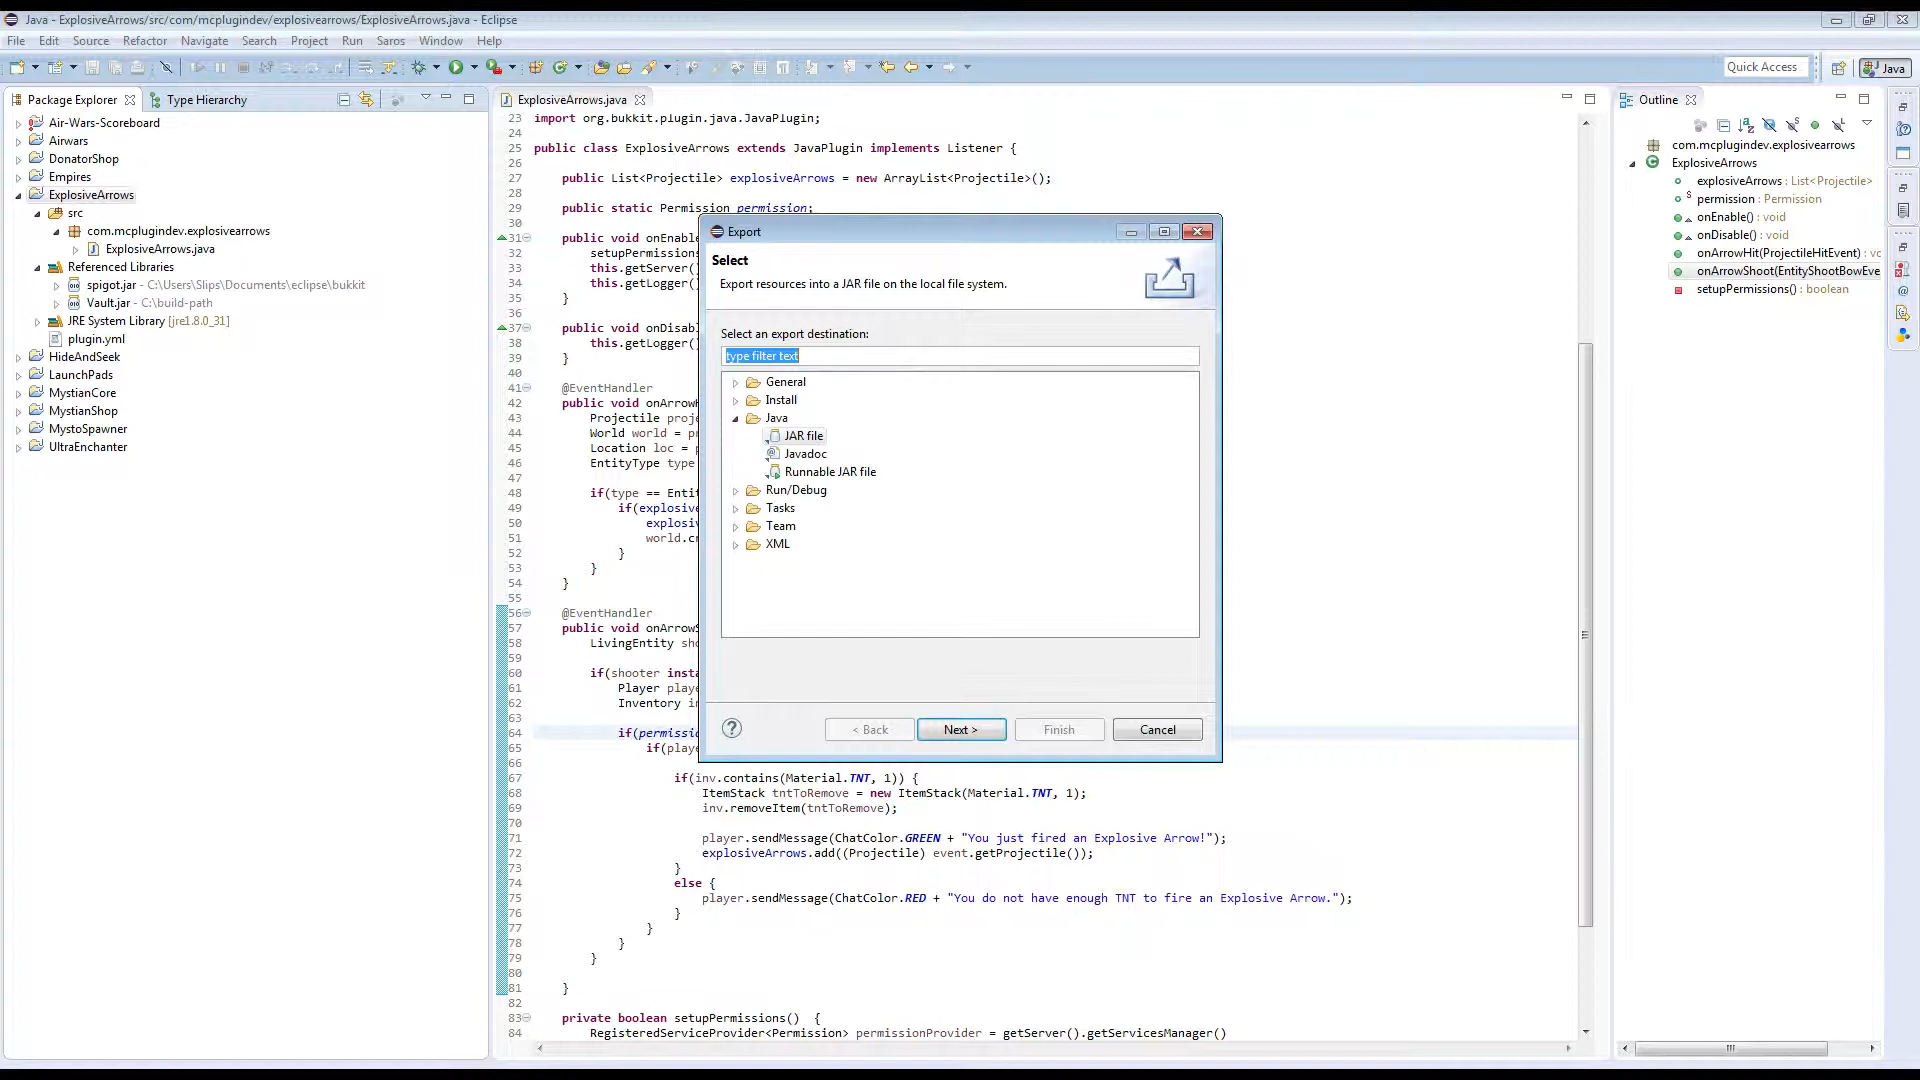 Java - ExplosiveArrows/src/com/mcplugindev/explosivearrows/ExplosiveArrows.java - Eclipse
File Edit Source Refactor Navigate Search Project Run Saros Window Help
Quick Access
Java
Package Explorer
Type Hierarchy
Air-Wars-Scoreboard
Airwars
DonatorShop
Empires
ExplosiveArrows
src
com.mcplugindev.explosivearrows
ExplosiveArrows.java
Referenced Libraries
spigot.jar - C:\Users\Slips\Documents\eclipse\bukkit
Vault.jar - C:\build-path
JRE System Library [jre1.8.0_31]
plugin.yml
HideAndSeek
LaunchPads
MystianCore
MystianShop
MystoSpawner
UltraEnchanter
ExplosiveArrows.java
23 import org.bukkit.plugin.java.JavaPlugin;
24
25 public class ExplosiveArrows extends JavaPlugin implements Listener {
26
27 public List<Projectile> explosiveArrows = new ArrayList<Projectile>();
28
29 public static Permission permission;
30
31 public void onEnabl
32 setupPermissions
33 this.getServer()
34 this.getLogger()
35 }
36
37 public void onDisabl
38 this.getLogger()
39 }
40
41 @EventHandler
42 public void onArrow
43 Projectile proje
44 World world = pr
45 Location loc = p
46 EntityType type
47
48 if(type == Entit
49 if(explosive
50 explosiv
51 world.cr
52 }
53 }
54 }
55
56 @EventHandler
57 public void onArrowS
58 LivingEntity sho
59
60 if(shooter insta
61 Player playe
62 Inventory in
63
64 if(permissio
65 if(playe
66
67 if(inv.contains(Material.TNT, 1)) {
68 ItemStack tntToRemove = new ItemStack(Material.TNT, 1);
69 inv.removeItem(tntToRemove);
70
71 player.sendMessage(ChatColor.GREEN + "You just fired an Explosive Arrow!");
72 explosiveArrows.add((Projectile) event.getProjectile());
73 }
74 else {
75 player.sendMessage(ChatColor.RED + "You do not have enough TNT to fire an Explosive Arrow.");
76 }
77 }
78 }
79 }
80
81 }
82
83 private boolean setupPermissions() {
84 RegisteredServiceProvider<Permission> permissionProvider = getServer().getServicesManager()
Export
Select
Export resources into a JAR file on the local file system.
Select an export destination:
type filter text
General
Install
Java
JAR file
Javadoc
Runnable JAR file
Run/Debug
Tasks
Team
XML
?
< Back
Next >
Finish
Cancel
Outline
com.mcplugindev.explosivearrows
ExplosiveArrows
explosiveArrows : List<Projectile>
permission : Permission
onEnable() : void
onDisable() : void
onArrowHit(ProjectileHitEvent) : vo
onArrowShoot(EntityShootBowEve
setupPermissions() : boolean